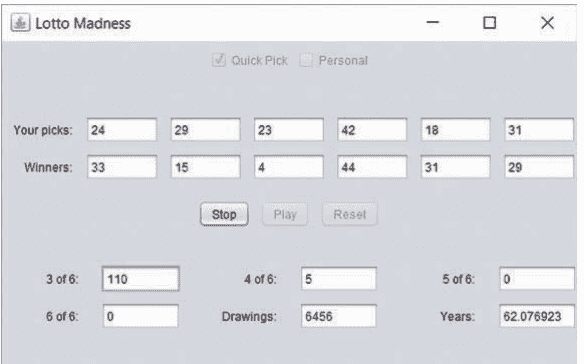 Lotto Madness
Quick Pick Personal
Your picks: 24 29 23 42 18 31
Winners: 33 15 4 44 31 29
Stop Play Reset
3 of 6: 110 4 of 6: 5 5 of 6: 0
6 of 6: 0 Drawings: 6456 Years: 62.076923